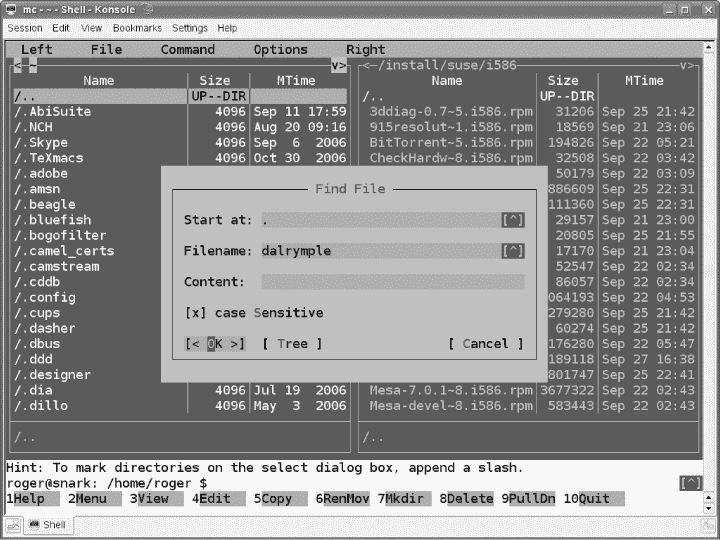 mc - ~ - Shell - Konsole
Session Edit View Bookmarks Settings Help
Left File Command Options Right
<-~ v> <-/install/suse/i586 v>
Name Size MTime Name Size MTime
/.. UP--DIR /.. UP--DIR
/.AbiSuite 4096 Sep 11 17:59 3ddiag-0.7~5.i586.rpm 31206 Sep 25 21:42
/.NCH 4096 Aug 20 09:16 915resolut~1.i586.rpm 18569 Sep 21 23:06
/.Skype 4096 Sep 6 2006 BitTorrent~5.i586.rpm 194826 Sep 22 05:21
/.TeXmacs 4096 Oct 30 2006 CheckHardw~8.i586.rpm 32508 Sep 22 03:42
/.adobe 50179 Sep 22 03:09
/.amsn Find File 886609 Sep 25 22:31
/.beagle 111360 Sep 25 22:31
/.bluefish Start at: . [^] 29157 Sep 21 23:00
/.bogofilter 20805 Sep 25 21:55
/.camel_certs Filename: dalrymple [^] 17170 Sep 21 23:04
/.camstream 52547 Sep 22 02:34
/.cddb Content: 86057 Sep 22 02:34
/.config 064193 Sep 22 04:53
/.cups [x] case Sensitive 279280 Sep 25 21:42
/.dasher 60274 Sep 25 21:42
/.dbus [< OK >] [ Tree ] [ Cancel ] 176280 Sep 22 05:47
/.ddd 189118 Sep 27 16:38
/.designer 801747 Sep 25 22:41
/.dia 4096 Jul 19 2006 Mesa-7.0.1~8.i586.rpm 3677322 Sep 22 02:43
/.dillo 4096 May 3 2006 Mesa-devel~8.i586.rpm 583443 Sep 22 02:43
/.. /..
Hint: To mark directories on the select dialog box, append a slash.
roger@snark: /home/roger $ [^]
1Help 2Menu 3View 4Edit 5Copy 6RenMov 7Mkdir 8Delete 9PullDn 10Quit
Shell